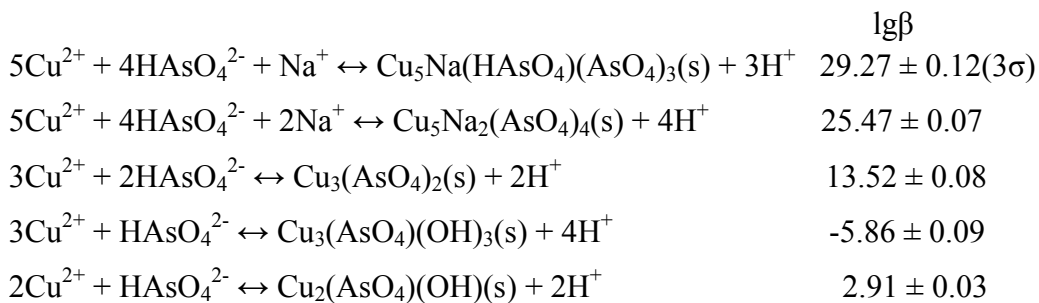 lgβ
5Cu²⁺ + 4HAsO₄²⁻ + Na⁺ ↔ Cu₅Na(HAsO₄)(AsO₄)₃(s) + 3H⁺ 29.27 ± 0.12(3σ)
5Cu²⁺ + 4HAsO₄²⁻ + 2Na⁺ ↔ Cu₅Na₂(AsO₄)₄(s) + 4H⁺ 25.47 ± 0.07
3Cu²⁺ + 2HAsO₄²⁻ ↔ Cu₃(AsO₄)₂(s) + 2H⁺ 13.52 ± 0.08
3Cu²⁺ + HAsO₄²⁻ ↔ Cu₃(AsO₄)(OH)₃(s) + 4H⁺ -5.86 ± 0.09
2Cu²⁺ + HAsO₄²⁻ ↔ Cu₂(AsO₄)(OH)(s) + 2H⁺ 2.91 ± 0.03